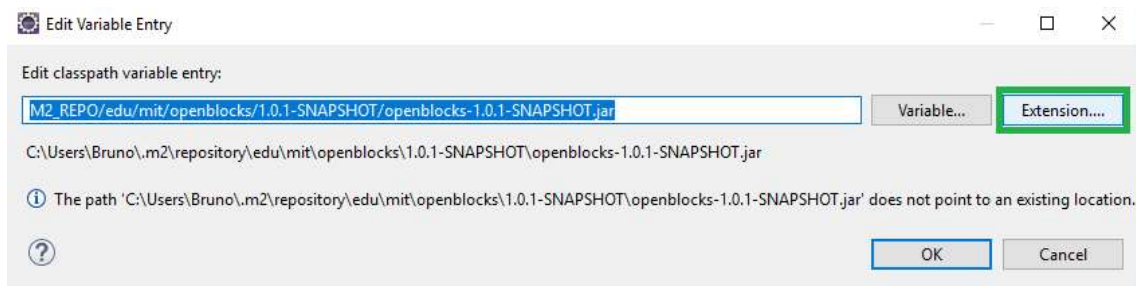 Edit Variable Entry
Edit classpath variable entry:
M2_REPO/edu/mit/openblocks/1.0.1-SNAPSHOT/openblocks-1.0.1-SNAPSHOT.jar
Variable...
Extension....
C:\Users\Bruno\.m2\repository\edu\mit\openblocks\1.0.1-SNAPSHOT\openblocks-1.0.1-SNAPSHOT.jar
The path 'C:\Users\Bruno\.m2\repository\edu\mit\openblocks\1.0.1-SNAPSHOT\openblocks-1.0.1-SNAPSHOT.jar' does not point to an existing location.
OK
Cancel